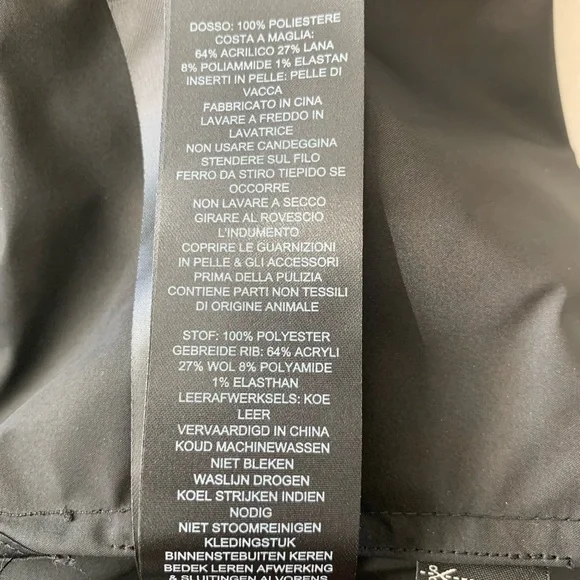 DOSSO: 100% POLIESTERE
COSTA A MAGLIA:
64% ACRILICO 27% LANA
8% POLIAMMIDE 1% ELASTAN
INSERTI IN PELLE: PELLE DI
VACCA
FABBRICATO IN CINA
LAVARE A FREDDO IN
LAVATRICE
NON USARE CANDEGGINA
STENDERE SUL FILO
FERRO DA STIRO TIEPIDO SE
OCCORRE
NON LAVARE A SECCO
GIRARE AL ROVESCIO
L'INDUMENTO
COPRIRE LE GUARNIZIONI
IN PELLE & GLI ACCESSORI
PRIMA DELLA PULIZIA
CONTIENE PARTI NON TESSILI
DI ORIGINE ANIMALE
STOF: 100% POLYESTER
GEBREIDE RIB: 64% ACRYLI
27% WOL 8% POLYAMIDE
1% ELASTHAN
LEERAFWERKSELS: KOE
LEER
VERVAARDIGD IN CHINA
KOUD MACHINEWASSEN
NIET BLEKEN
WASLIJN DROGEN
KOEL STRIJKEN INDIEN
NODIG
NIET STOOMREINIGEN
KLEDINGSTUK
BINNENSTEBUITEN KEREN
BEDEK LEREN AFWERKING
& SLUITINGEN ALVORENS